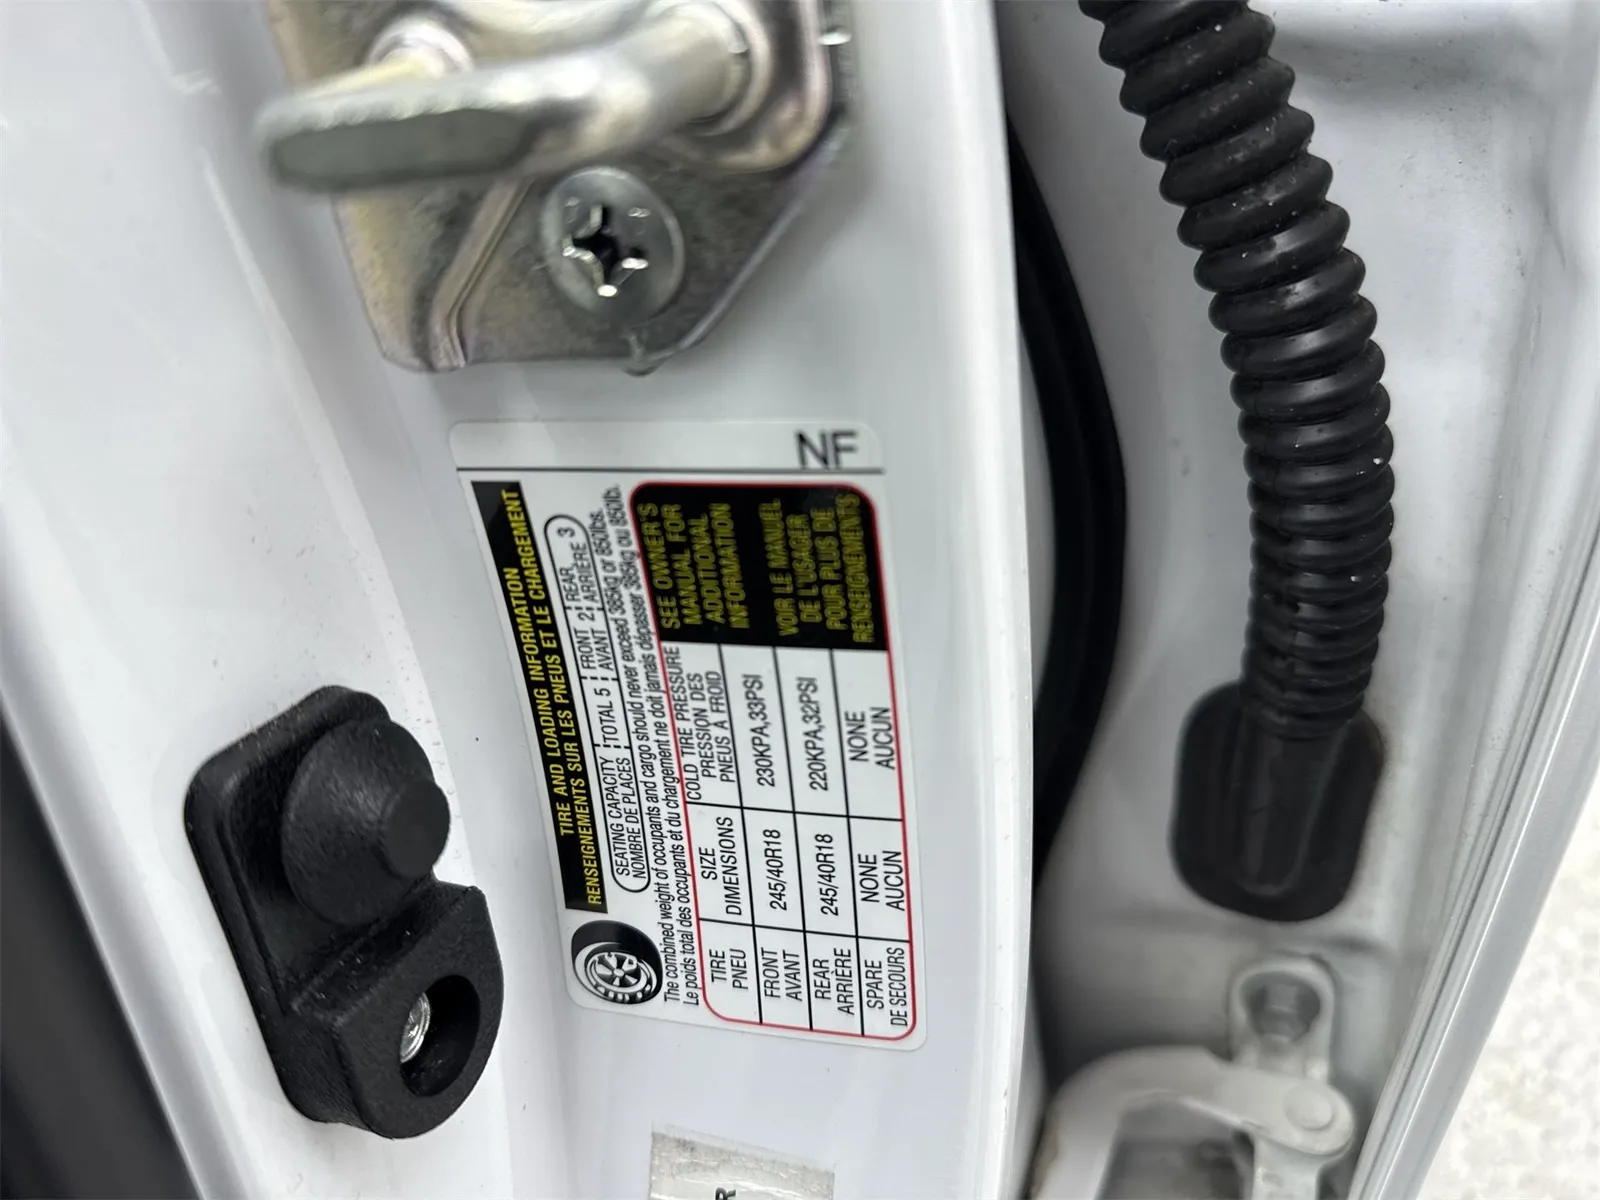 NF
TIRE AND LOADING INFORMATION
RENSEIGNEMENTS SUR LES PNEUS ET LE CHARGEMENT
SEATING CAPACITY TOTAL 5 FRONT 2 REAR 3
NOMBRE DE PLACES AVANT ARRIÈRE
The combined weight of occupants and cargo should never exceed 385kg or 850lbs.
Le poids total des occupants et du chargement ne doit jamais dépasser 385kg ou 850lb.
TIRE
PNEU
SIZE
DIMENSIONS
COLD TIRE PRESSURE
PRESSION DES
PNEUS À FROID
FRONT
AVANT
245/40R18
230KPA,33PSI
REAR
ARRIÈRE
245/40R18
220KPA,32PSI
SPARE
DE SECOURS
NONE
AUCUN
NONE
AUCUN
SEE OWNER'S
MANUAL FOR
ADDITIONAL
INFORMATION
VOIR LE MANUEL
DE L'USAGER
POUR PLUS DE
RENSEIGNEMENTS
R